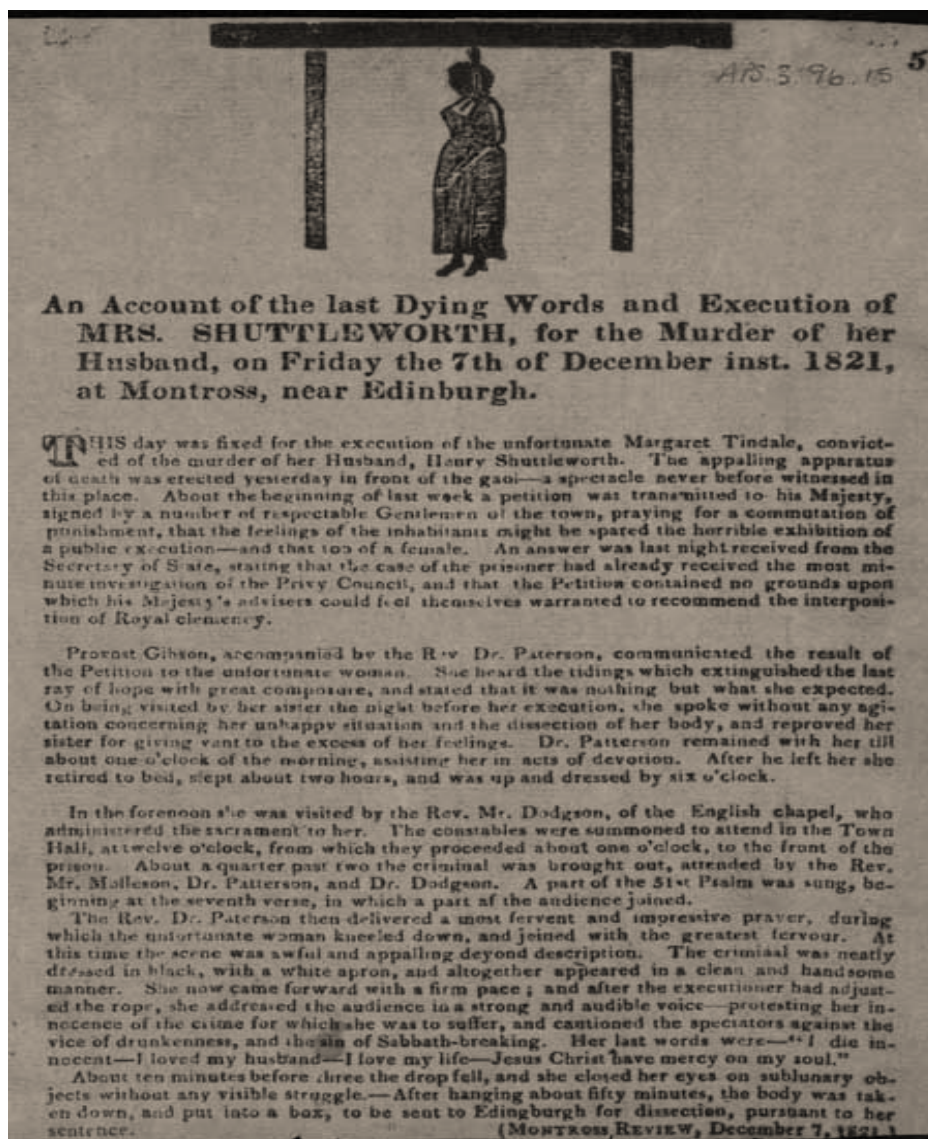 APS.3.96.15
5
An Account of the last Dying Words and Execution of
MRS. SHUTTLEWORTH, for the Murder of her
Husband, on Friday the 7th of December inst. 1821,
at Montross, near Edinburgh.
THIS day was fixed for the execution of the unfortunate Margaret Tindale, convict-
ed of the murder of her Husband, Henry Shuttleworth. The appalling apparatus
of death was erected yesterday in front of the gaol—a spectacle never before witnessed in
this place. About the beginning of last week a petition was transmitted to his Majesty,
signed by a number of respectable Gentlemen of the town, praying for a commutation of
punishment, that the feelings of the inhabitants might be spared the horrible exhibition of
a public execution—and that too of a female. An answer was last night received from the
Secretary of State, stating that the case of the prisoner had already received the most mi-
nute investigation of the Privy Council, and that the Petition contained no grounds upon
which his Majesty's advisers could feel themselves warranted to recommend the interposi-
tion of Royal clemency.
Provost Gibson, accompanied by the Rev Dr. Paterson, communicated the result of
the Petition to the unfortunate woman. She heard the tidings which extinguished the last
ray of hope with great composure, and stated that it was nothing but what she expected.
On being visited by her sister the night before her execution, she spoke without any agi-
tation concerning her unhappy situation and the dissection of her body, and reproved her
sister for giving vent to the excess of her feelings. Dr. Patterson remained with her till
about one o'clock of the morning, assisting her in acts of devotion. After he left her she
retired to bed, slept about two hours, and was up and dressed by six o'clock.
In the forenoon she was visited by the Rev. Mr. Dodgson, of the English chapel, who
administered the sacrament to her. The constables were summoned to attend in the Town
Hall, at twelve o'clock, from which they proceeded about one o'clock, to the front of the
prison. About a quarter past two the criminal was brought out, attended by the Rev.
Mr. Molleson, Dr. Patterson, and Dr. Dodgson. A part of the 51st Psalm was sung, be-
ginning at the seventh verse, in which a part af the audience joined.
The Rev. Dr. Paterson then delivered a most fervent and impressive prayer, during
which the unfortunate woman kneeled down, and joined with the greatest fervour. At
this time the scene was awful and appalling deyond description. The criminal was neatly
dressed in black, with a white apron, and altogether appeared in a clean and handsome
manner. She now came forward with a firm pace; and after the executioner had adjust-
ed the rope, she addressed the audience in a strong and audible voice—protesting her in-
nocence of the crime for which she was to suffer, and cautioned the spectators against the
vice of drunkenness, and the sin of Sabbath-breaking. Her last words were—"I die in-
nocent—I loved my husband—I love my life—Jesus Christ have mercy on my soul."
About ten minutes before three the drop fell, and she closed her eyes on sublunary ob-
jects without any visible struggle.—After hanging about fifty minutes, the body was tak-
en down, and put into a box, to be sent to Edingburgh for dissection, pursuant to her
sentence. (MONTROSS REVIEW, December 7, 1821.)